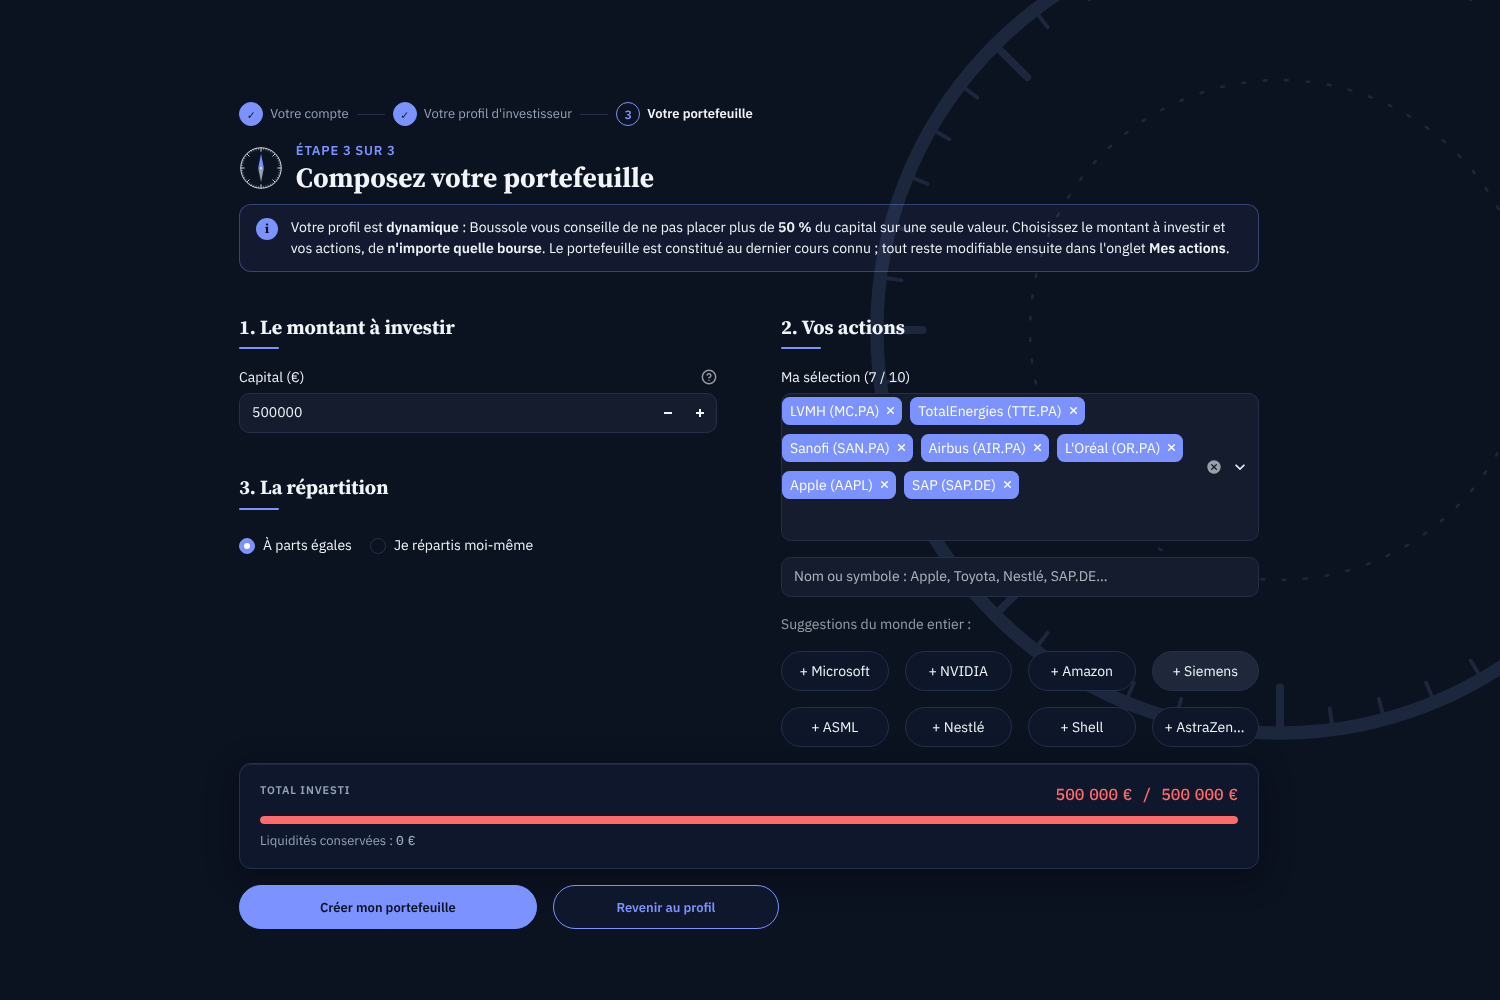 ✓ Votre compte ✓ Votre profil d'investisseur 3 Votre portefeuille
ÉTAPE 3 SUR 3
Composez votre portefeuille
Votre profil est dynamique : Boussole vous conseille de ne pas placer plus de 50 % du capital sur une seule valeur. Choisissez le montant à investir et
vos actions, de n'importe quelle bourse. Le portefeuille est constitué au dernier cours connu ; tout reste modifiable ensuite dans l'onglet Mes actions.
1. Le montant à investir
Capital (€)
500000
3. La répartition
À parts égales Je répartis moi-même
2. Vos actions
Ma sélection (7 / 10)
LVMH (MC.PA) TotalEnergies (TTE.PA)
Sanofi (SAN.PA) Airbus (AIR.PA) L'Oréal (OR.PA)
Apple (AAPL) SAP (SAP.DE)
Nom ou symbole : Apple, Toyota, Nestlé, SAP.DE...
Suggestions du monde entier :
+ Microsoft + NVIDIA + Amazon + Siemens
+ ASML + Nestlé + Shell + AstraZen...
TOTAL INVESTI 500 000 € / 500 000 €
Liquidités conservées : 0 €
Créer mon portefeuille Revenir au profil